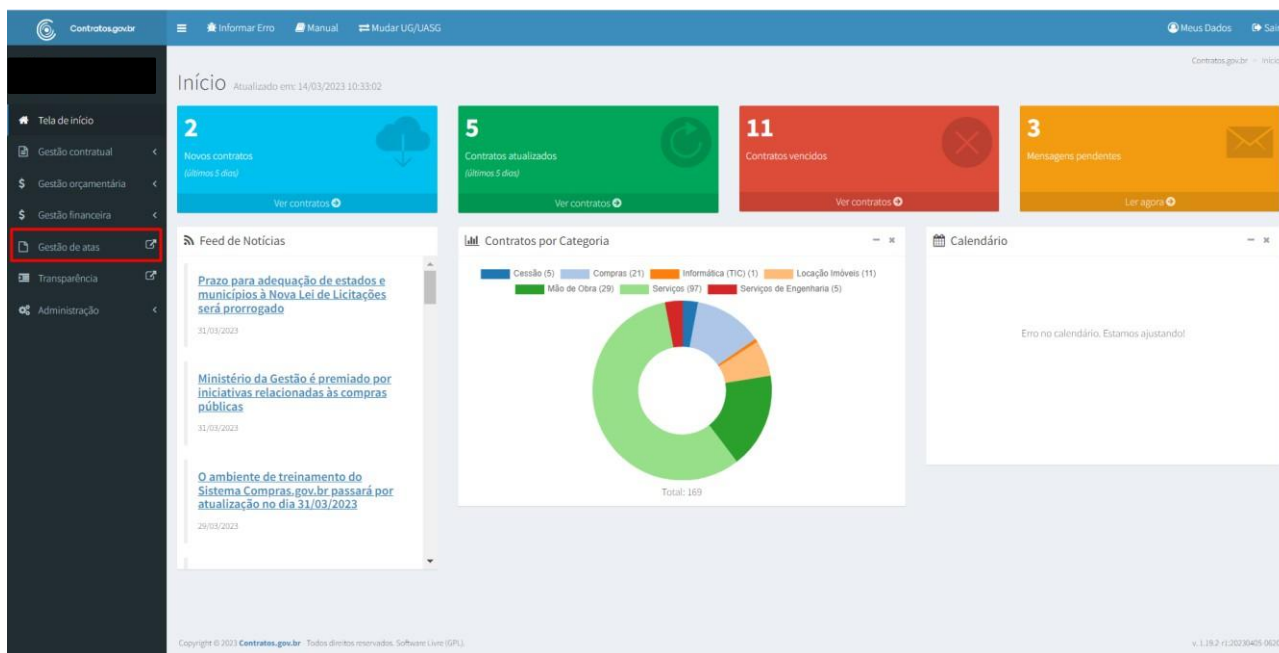 Contratos.gov.br
Informar Erro Manual Mudar UG/UASG
Meus Dados Sair
Contratos.gov.br Início
Início Atualizado em: 14/03/2023 10:33:02
Tela de início
Gestão contratual
Gestão orçamentária
Gestão financeira
Gestão de atas
Transparência
Administração
2
Novos contratos
(últimos 5 dias)
Ver contratos
5
Contratos atualizados
(últimos 5 dias)
Ver contratos
11
Contratos vencidos
Ver contratos
3
Mensagens pendentes
Ler agora
Feed de Notícias
Prazo para adequação de estados e
municípios à Nova Lei de Licitações
será prorrogado
31/03/2023
Ministério da Gestão é premiado por
iniciativas relacionadas às compras
públicas
31/03/2023
O ambiente de treinamento do
Sistema Compras.gov.br passará por
atualização no dia 31/03/2023
29/03/2023
Contratos por Categoria
Cessão (5) Compras (21) Informática (TIC) (1) Locação Imóveis (11)
Mão de Obra (29) Serviços (97) Serviços de Engenharia (5)
Total: 169
Calendário
Erro no calendário. Estamos ajustando!
Copyright © 2023 Contratos.gov.br Todos direitos reservados. Software Livre (GPL).